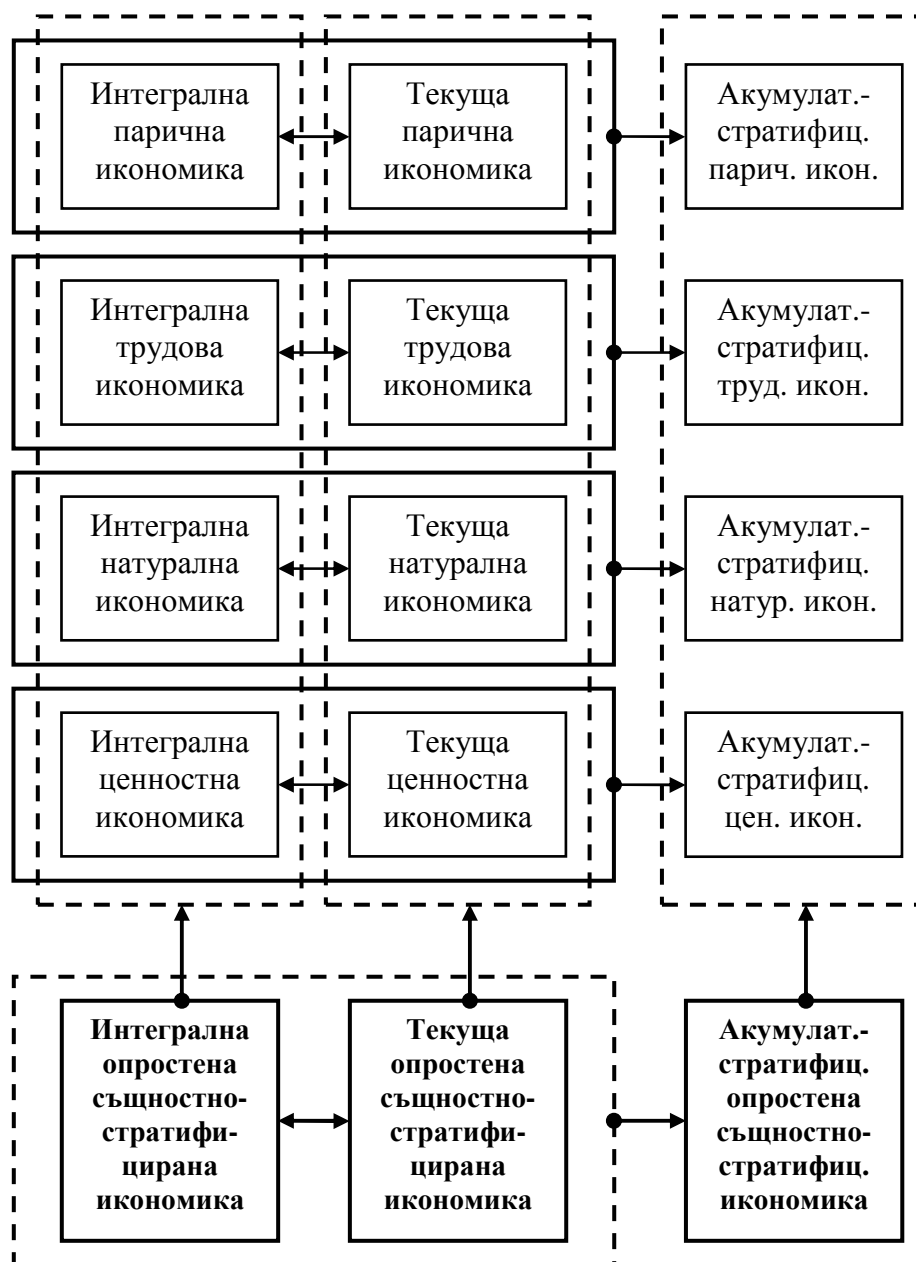 Интегрална
парична
икономика
Текуща
парична
икономика
Акумулат.-
стратифиц.
парич. икон.
Интегрална
трудова
икономика
Текуща
трудова
икономика
Акумулат.-
стратифиц.
труд. икон.
Интегрална
натурална
икономика
Текуща
натурална
икономика
Акумулат.-
стратифиц.
натур. икон.
Интегрална
ценностна
икономика
Текуща
ценностна
икономика
Акумулат.-
стратифиц.
цен. икон.
Интегрална
опростена
същностно-
стратифи-
цирана
икономика
Текуща
опростена
същностно-
стратифи-
цирана
икономика
Акумулат.-
стратифиц.
опростена
същностно-
стратифиц.
икономика